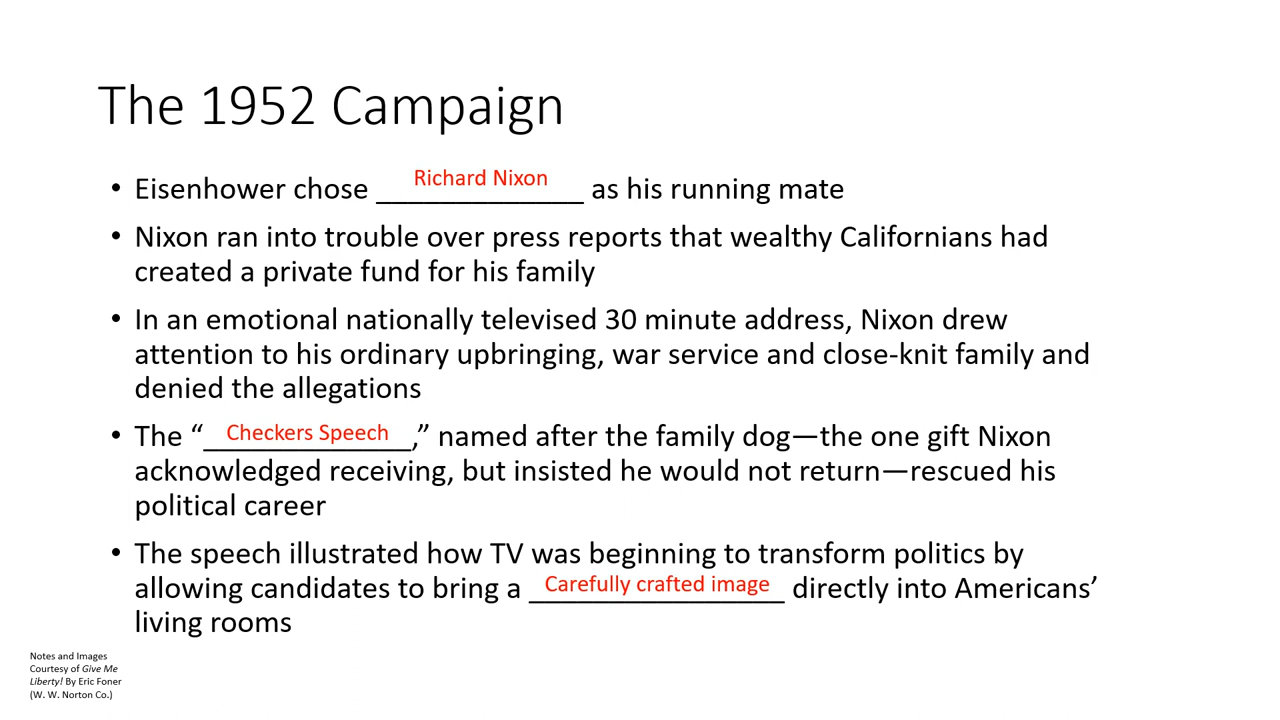 The 1952 Campaign
• Eisenhower chose Richard Nixon as his running mate
• Nixon ran into trouble over press reports that wealthy Californians had
created a private fund for his family
• In an emotional nationally televised 30 minute address, Nixon drew
attention to his ordinary upbringing, war service and close-knit family and
denied the allegations
• The “Checkers Speech,” named after the family dog—the one gift Nixon
acknowledged receiving, but insisted he would not return—rescued his
political career
• The speech illustrated how TV was beginning to transform politics by
allowing candidates to bring a Carefully crafted image directly into Americans’
living rooms
Notes and Images
Courtesy of Give Me
Liberty! By Eric Foner
(W. W. Norton Co.)